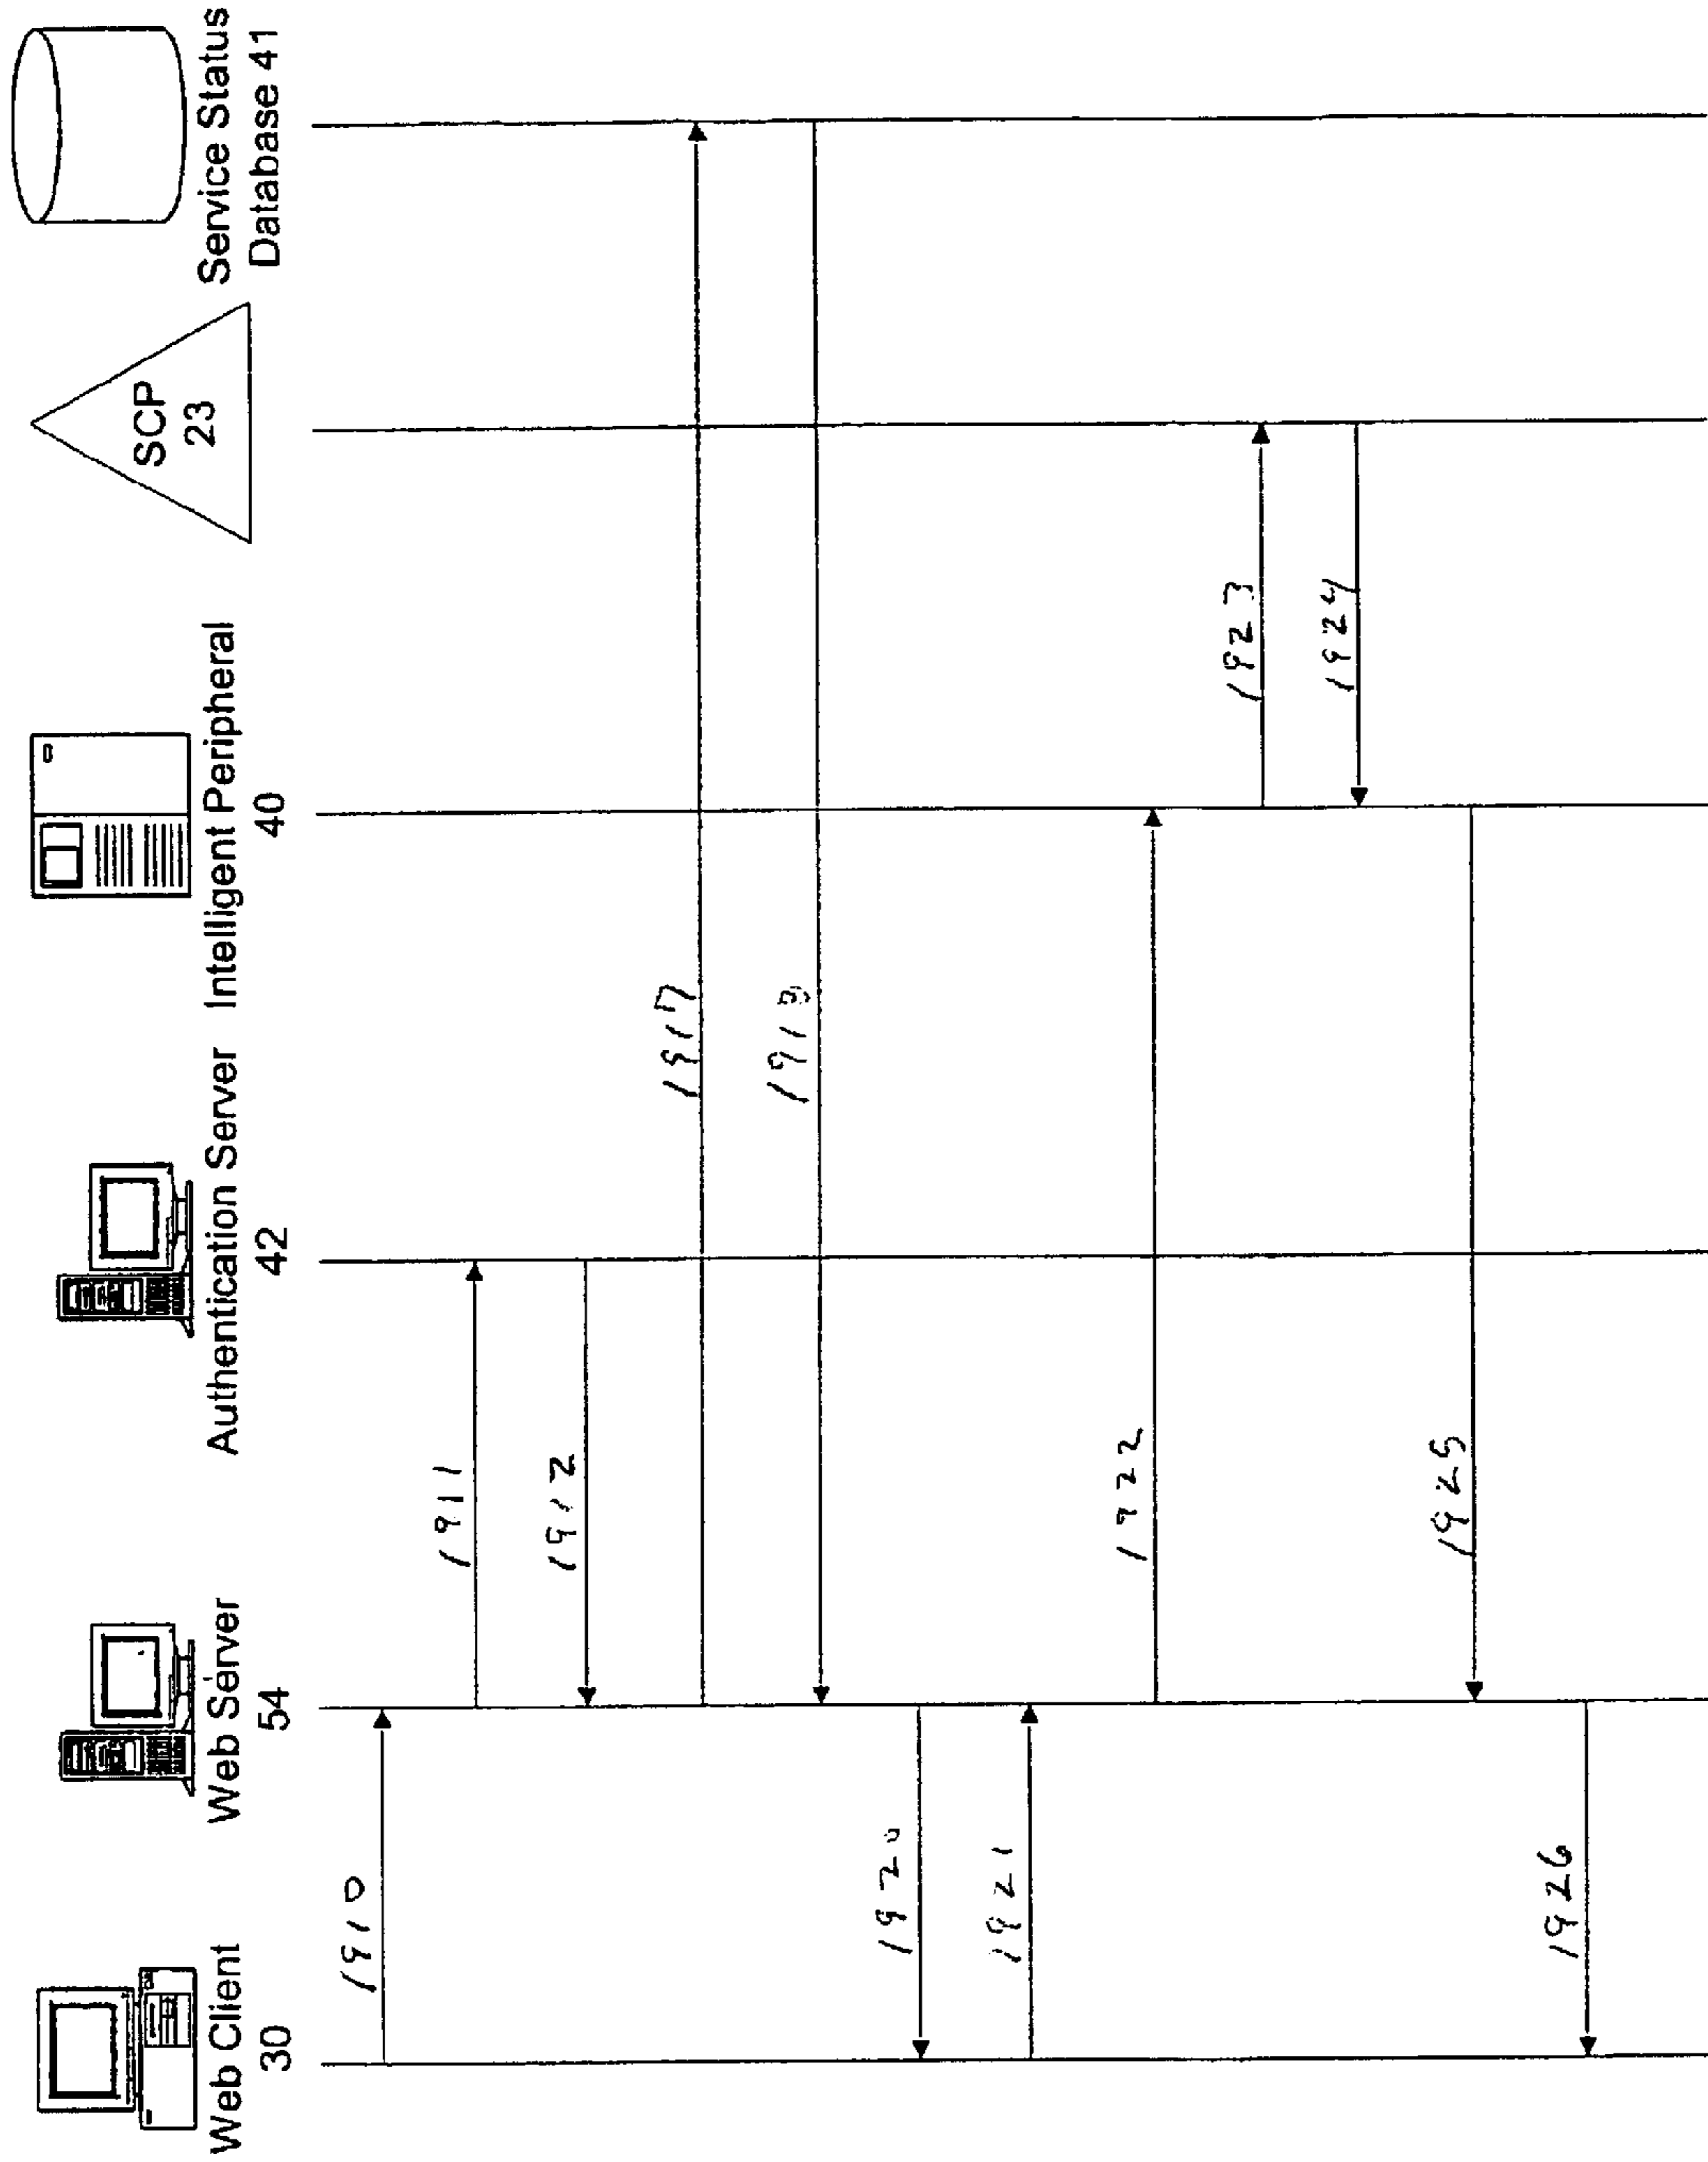 Web Client
30
Web Server
54
Authentication Server
42
Intelligent Peripheral
40
SCP
23
Service Status
Database 41
1910
1911
1912
1917
1920
1921
1922
1923
1924
1925
1926